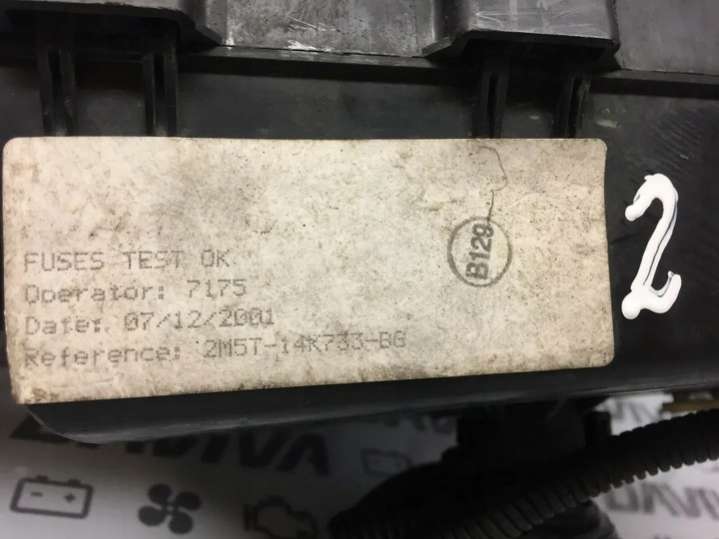 FUSES TEST OK
Operator: 7175
Date: 07/12/2001
Reference: 2M5T-14K733-BG
B129
2